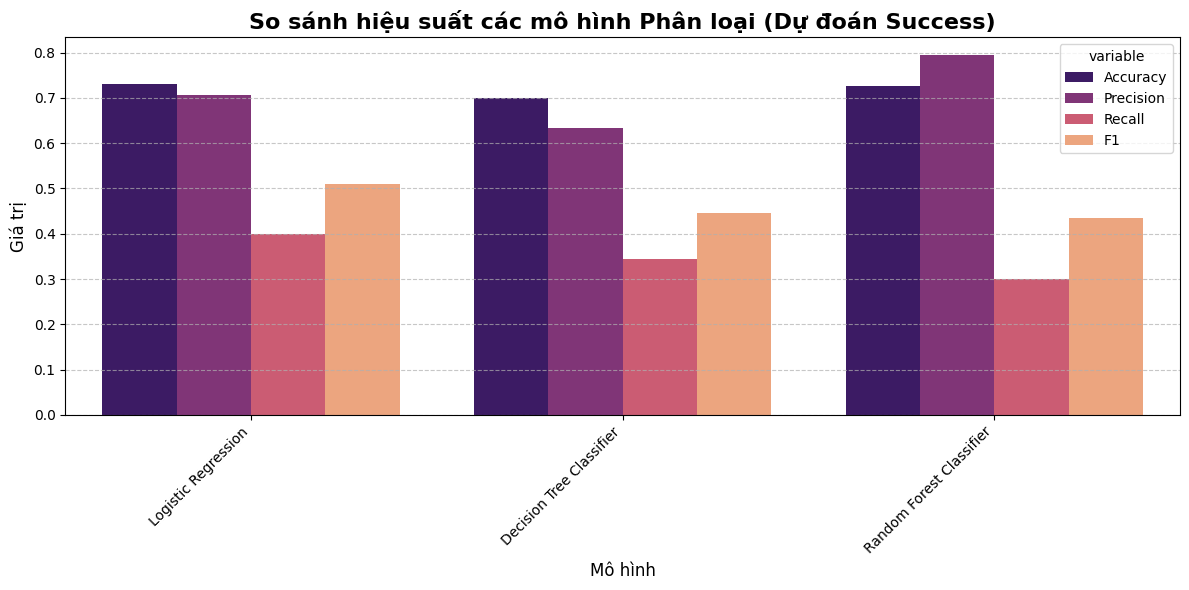 So sánh hiệu suất các mô hình Phân loại (Dự đoán Success)
variable
Accuracy
Precision
Recall
F1
Giá trị
0.8
0.7
0.6
0.5
0.4
0.3
0.2
0.1
0.0
Logistic Regression
Decision Tree Classifier
Random Forest Classifier
Mô hình